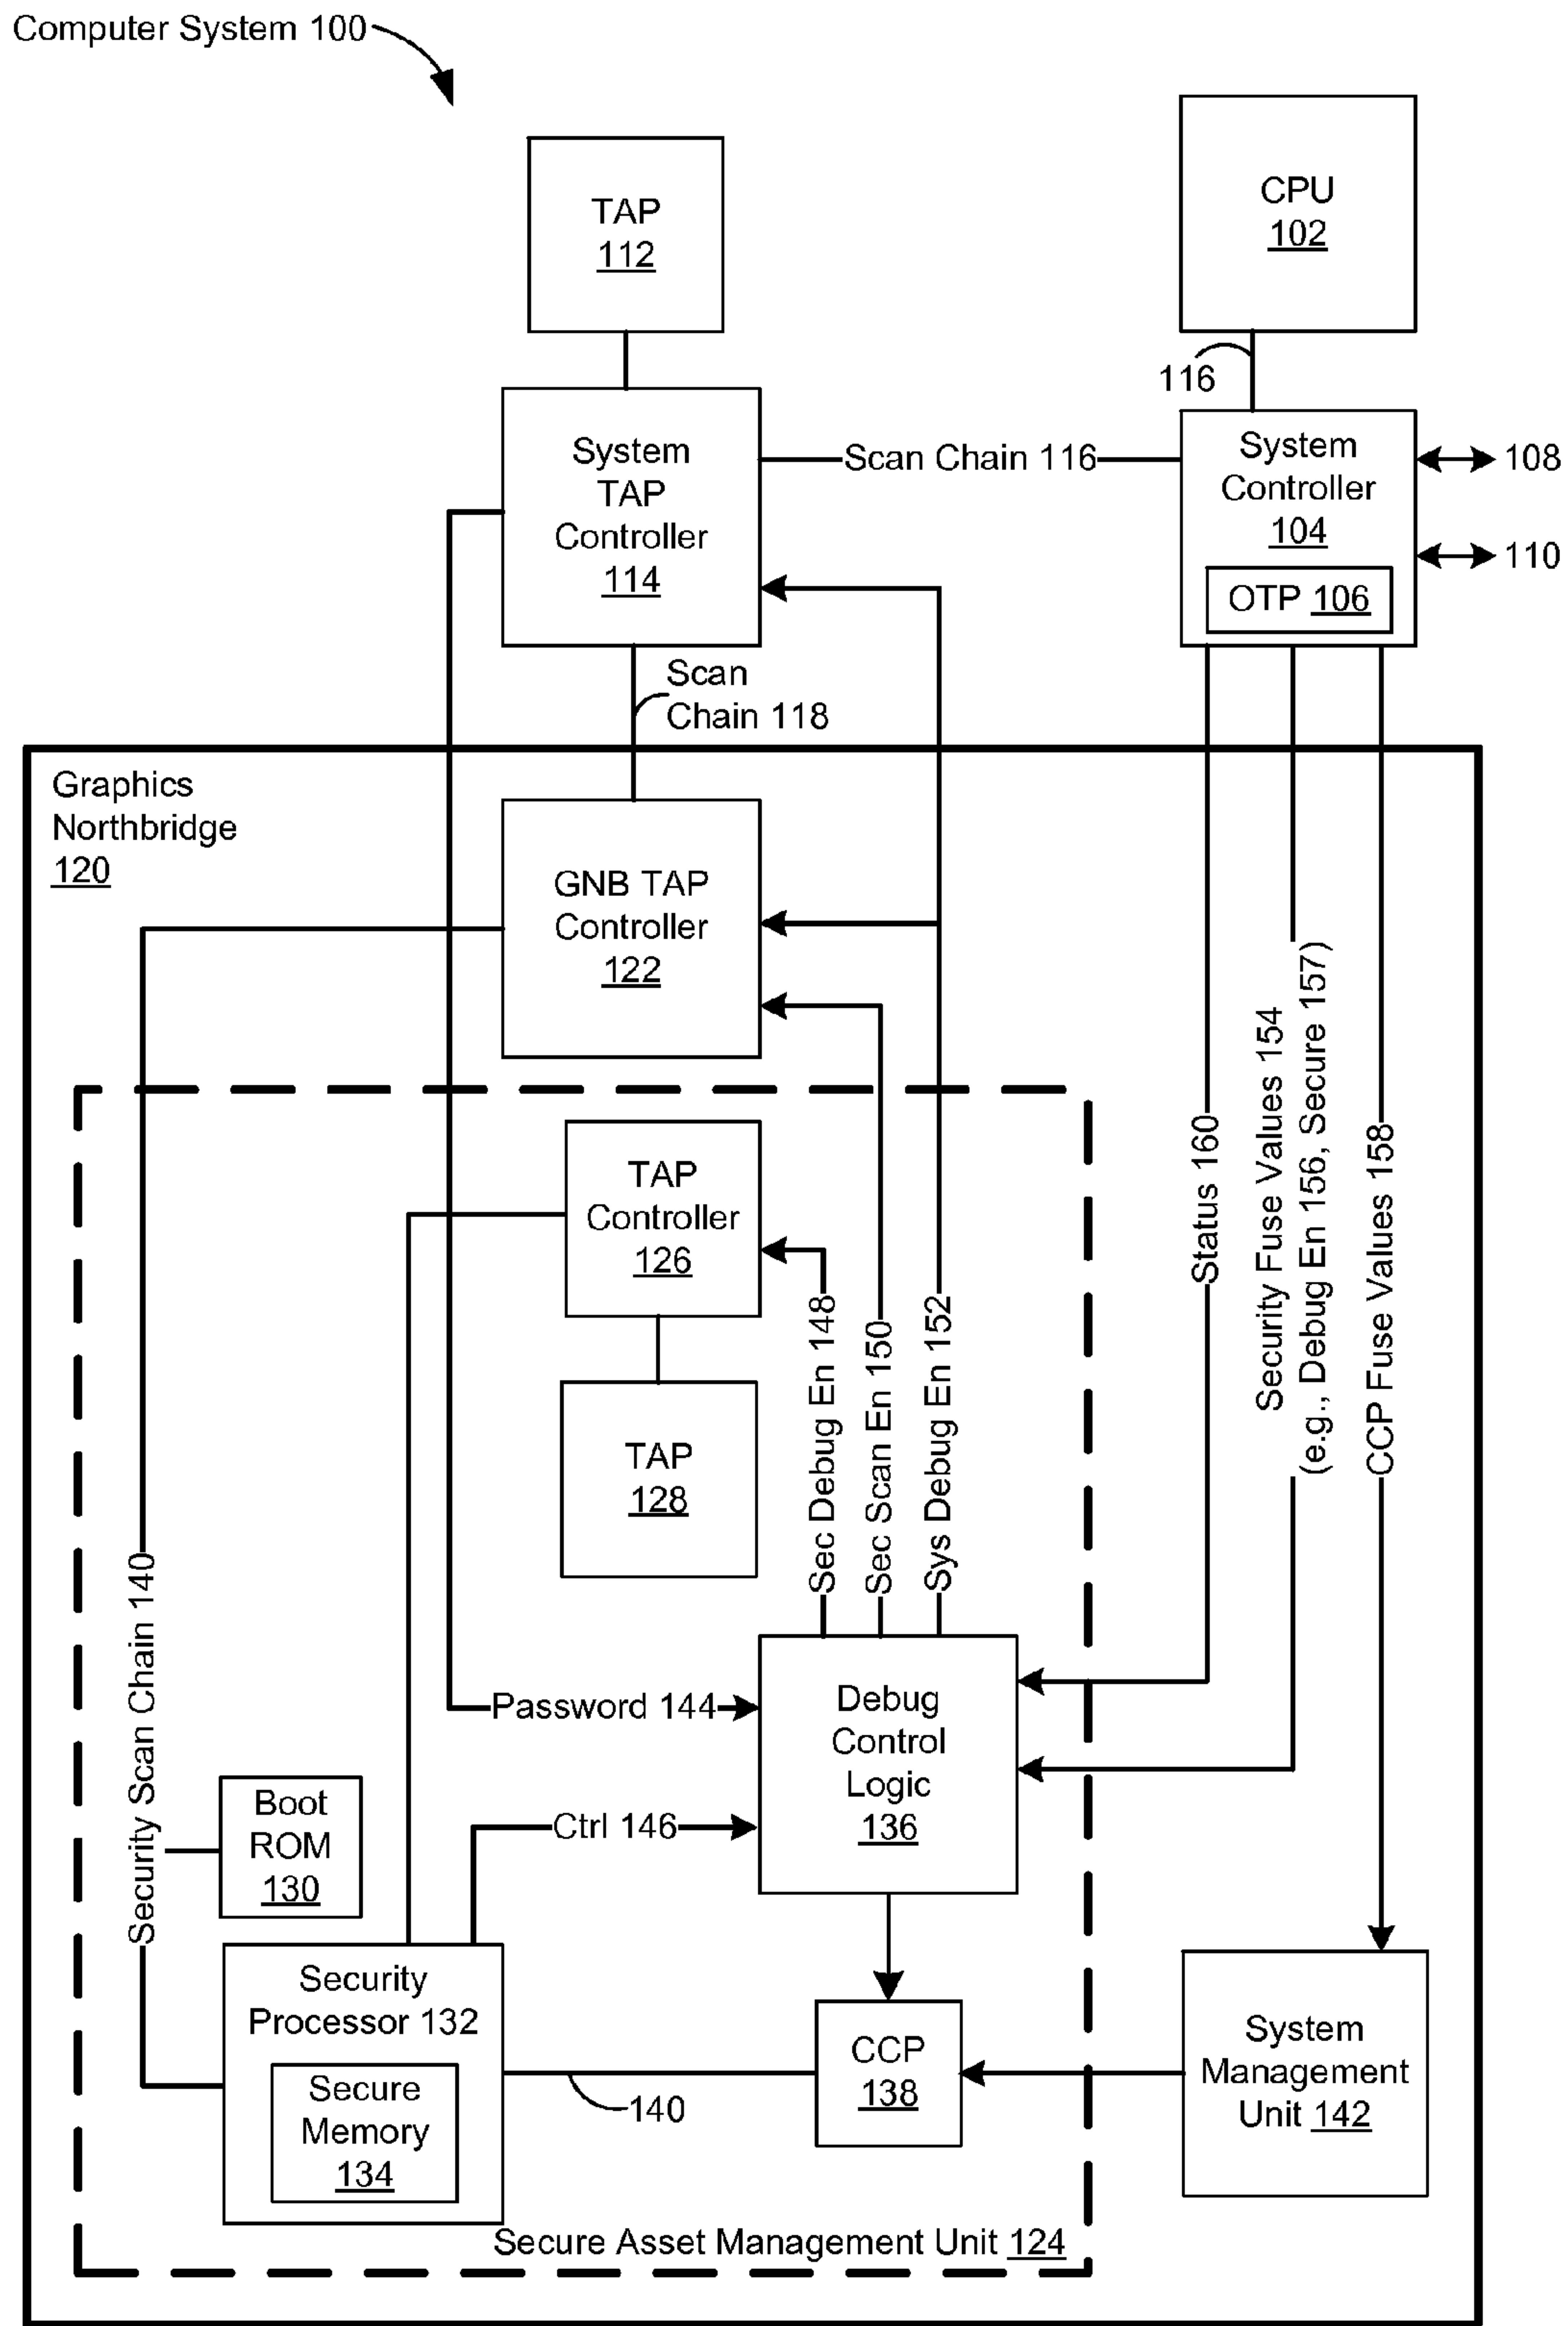 Computer System 100
TAP
112
CPU
102
116
System
TAP
Controller
114
Scan Chain 116
System
Controller
104
OTP 106
108
110
Scan
Chain 118
Graphics
Northbridge
120
GNB TAP
Controller
122
TAP
Controller
126
TAP
128
Sec Debug En 148
Sec Scan En 150
Sys Debug En 152
Status 160
Security Fuse Values 154
(e.g., Debug En 156, Secure 157)
CCP Fuse Values 158
Security Scan Chain 140
Password 144
Debug
Control
Logic
136
Boot
ROM
130
Ctrl 146
Security
Processor 132
Secure
Memory
134
140
CCP
138
System
Management
Unit 142
Secure Asset Management Unit 124